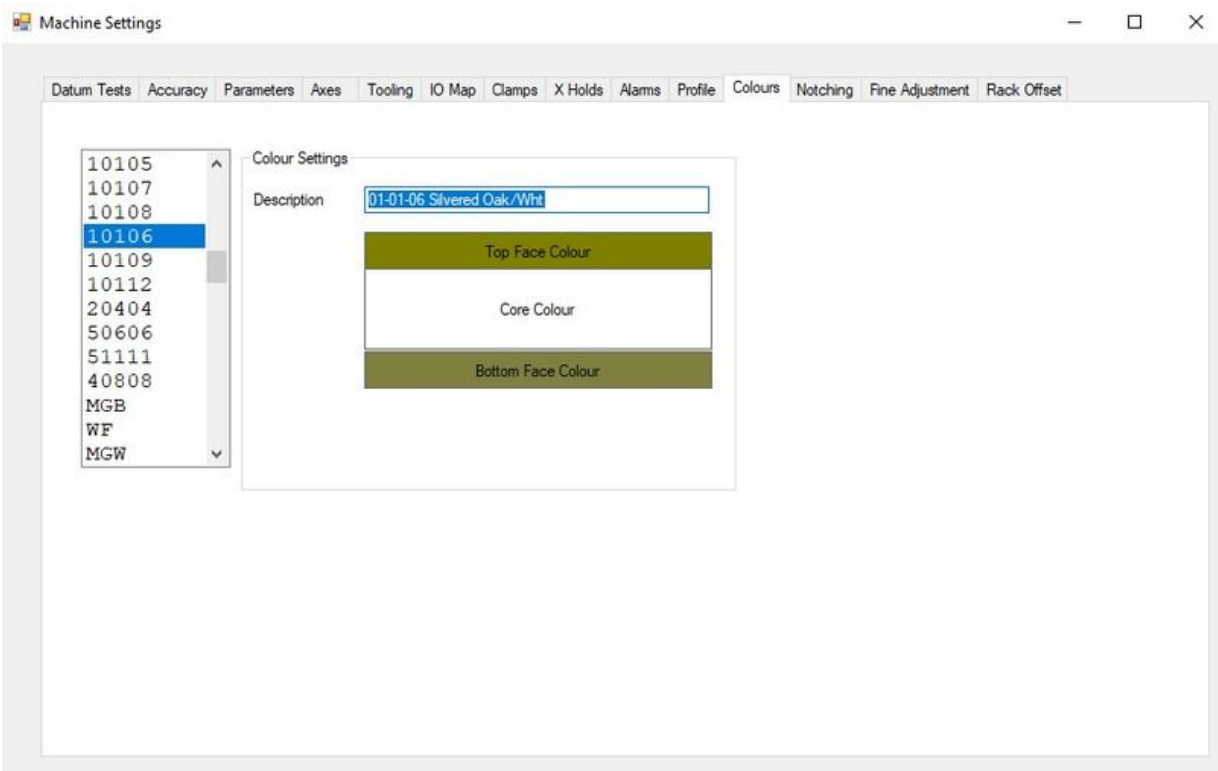 Machine Settings
Datum Tests Accuracy Parameters Axes Tooling IO Map Clamps X Holds Alarms Profile Colours Notching Fine Adjustment Rack Offset
10105
10107
10108
10106
10109
10112
20404
50606
51111
40808
MGB
WF
MGW
Colour Settings
Description 01-01-06 Silvered Oak/Wht
Top Face Colour
Core Colour
Bottom Face Colour